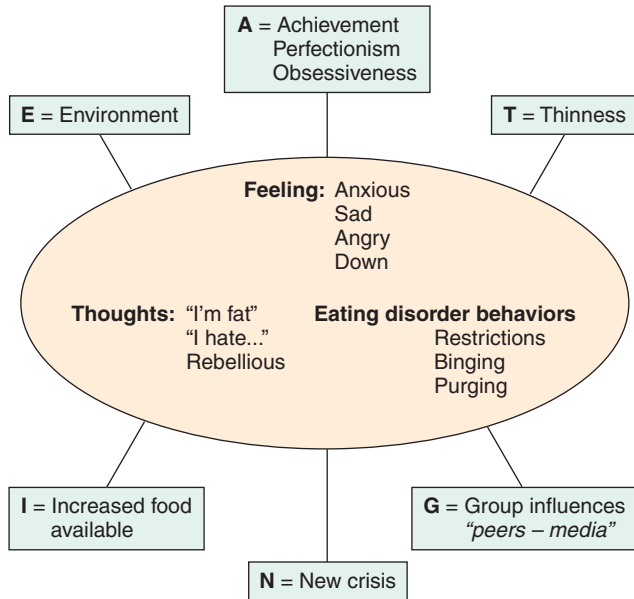 A = Achievement
Perfectionism
Obsessiveness
E = Environment
T = Thinness
Feeling: Anxious
Sad
Angry
Down
Thoughts: “I’m fat”
“I hate...”
Rebellious
Eating disorder behaviors
Restrictions
Binging
Purging
I = Increased food
available
G = Group influences
“peers – media”
N = New crisis